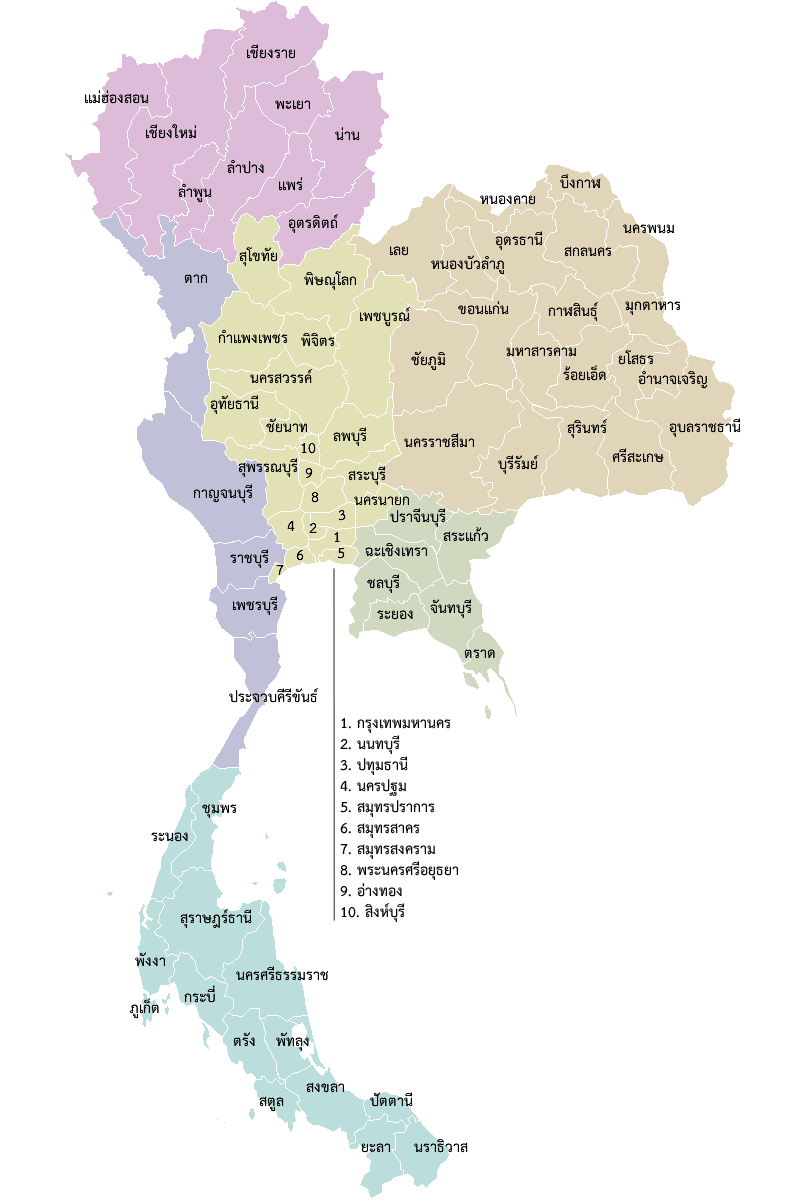 เชียงราย
แม่ฮ่องสอน
พะเยา
เชียงใหม่
น่าน
ลำปาง
แพร่
ลำพูน
อุตรดิตถ์
บึงกาฬ
หนองคาย
นครพนม
อุดรธานี
เลย
สกลนคร
หนองบัวลำภู
สุโขทัย
ตาก
พิษณุโลก
เพชรบูรณ์
ขอนแก่น
กาฬสินธุ์
มุกดาหาร
กำแพงเพชร
พิจิตร
ชัยภูมิ
มหาสารคาม
ยโสธร
ร้อยเอ็ด
อำนาจเจริญ
นครสวรรค์
อุทัยธานี
ชัยนาท
ลพบุรี
นครราชสีมา
สุรินทร์
อุบลราชธานี
10
สุพรรณบุรี
9
สระบุรี
บุรีรัมย์
ศรีสะเกษ
กาญจนบุรี
8
นครนายก
3
ปราจีนบุรี
4
2
1
สระแก้ว
ราชบุรี
6
5
ฉะเชิงเทรา
7
ชลบุรี
เพชรบุรี
ระยอง
จันทบุรี
ตราด
ประจวบคีรีขันธ์
1. กรุงเทพมหานคร
2. นนทบุรี
3. ปทุมธานี
4. นครปฐม
5. สมุทรปราการ
6. สมุทรสาคร
7. สมุทรสงคราม
8. พระนครศรีอยุธยา
9. อ่างทอง
10. สิงห์บุรี
ชุมพร
ระนอง
สุราษฎร์ธานี
พังงา
นครศรีธรรมราช
กระบี่
ภูเก็ต
ตรัง
พัทลุง
สงขลา
สตูล
ปัตตานี
ยะลา
นราธิวาส